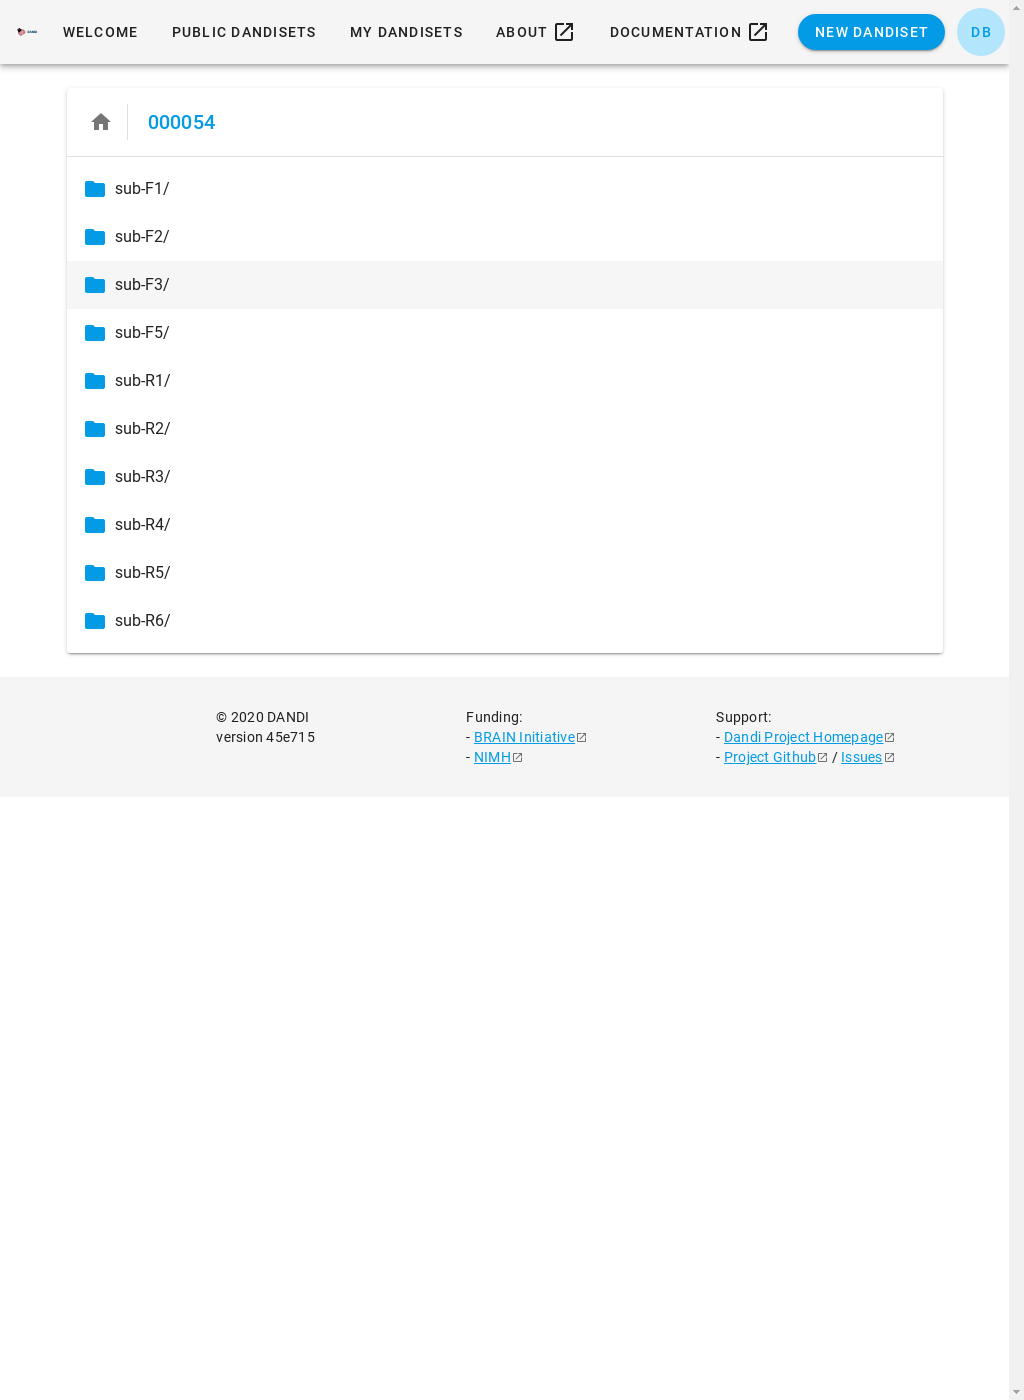 WELCOME PUBLIC DANDISETS MY DANDISETS ABOUT DOCUMENTATION NEW DANDISET DB
000054
sub-F1/
sub-F2/
sub-F3/
sub-F5/
sub-R1/
sub-R2/
sub-R3/
sub-R4/
sub-R5/
sub-R6/
© 2020 DANDI
version 45e715
Funding:
- BRAIN Initiative
- NIMH
Support:
- Dandi Project Homepage
- Project Github / Issues